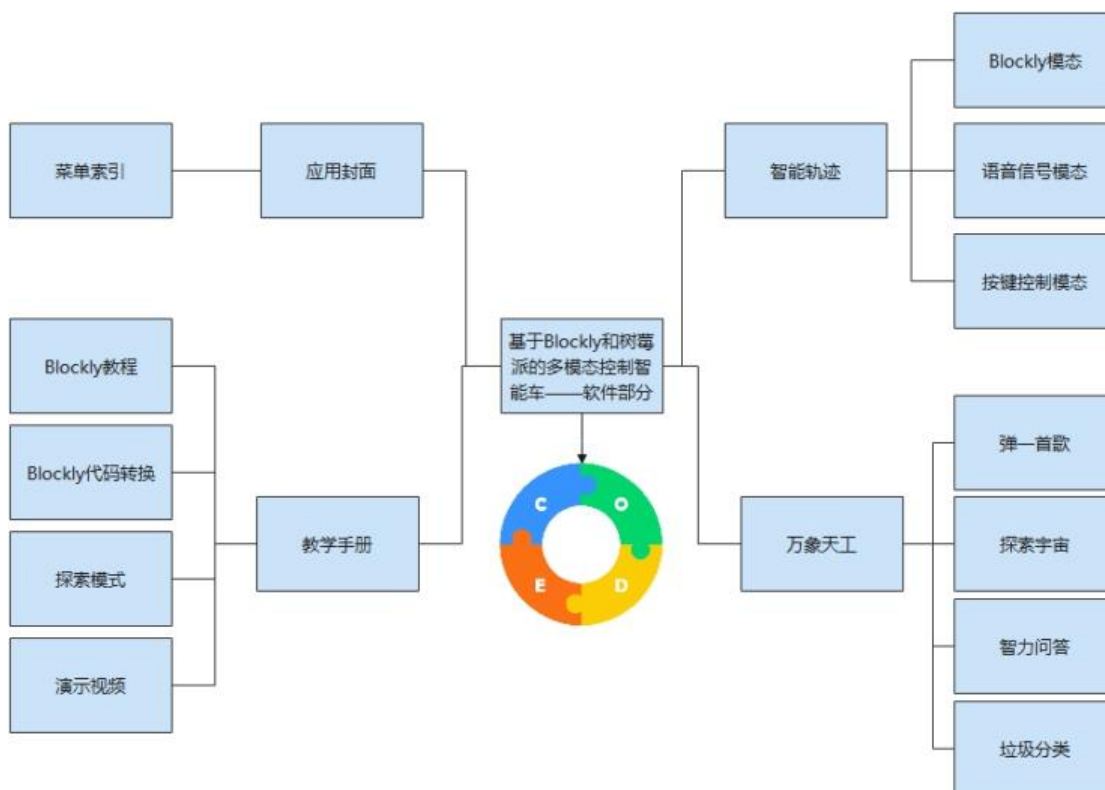 菜单索引
应用封面
Blockly教程
Blockly代码转换
探索模式
演示视频
教学手册
基于Blockly和树莓
派的多模态控制智
能车——软件部分
C
O
E
D
智能轨迹
Blockly模态
语音信号模态
按键控制模态
万象天工
弹一首歌
探索宇宙
智力问答
垃圾分类